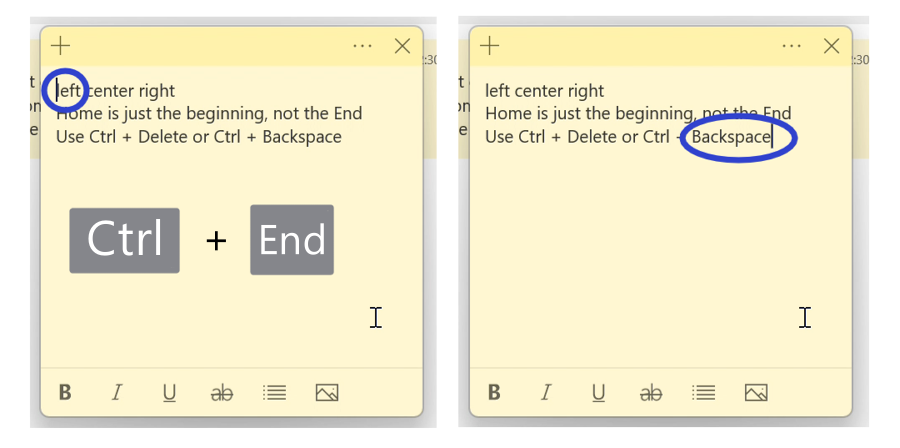 :30
left center right
Home is just the beginning, not the End
Use Ctrl + Delete or Ctrl + Backspace
Ctrl + End
B I U ab
:30
left center right
Home is just the beginning, not the End
Use Ctrl + Delete or Ctrl + Backspace
B I U ab